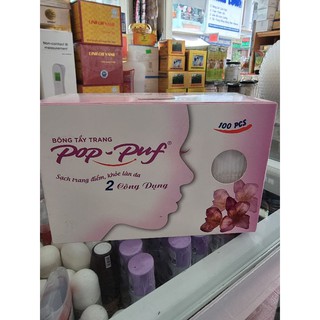 100 PCS
BÔNG TẨY TRANG
Pop-Puf®
Sạch trang điểm, khỏe làn da
2 Công Dụng